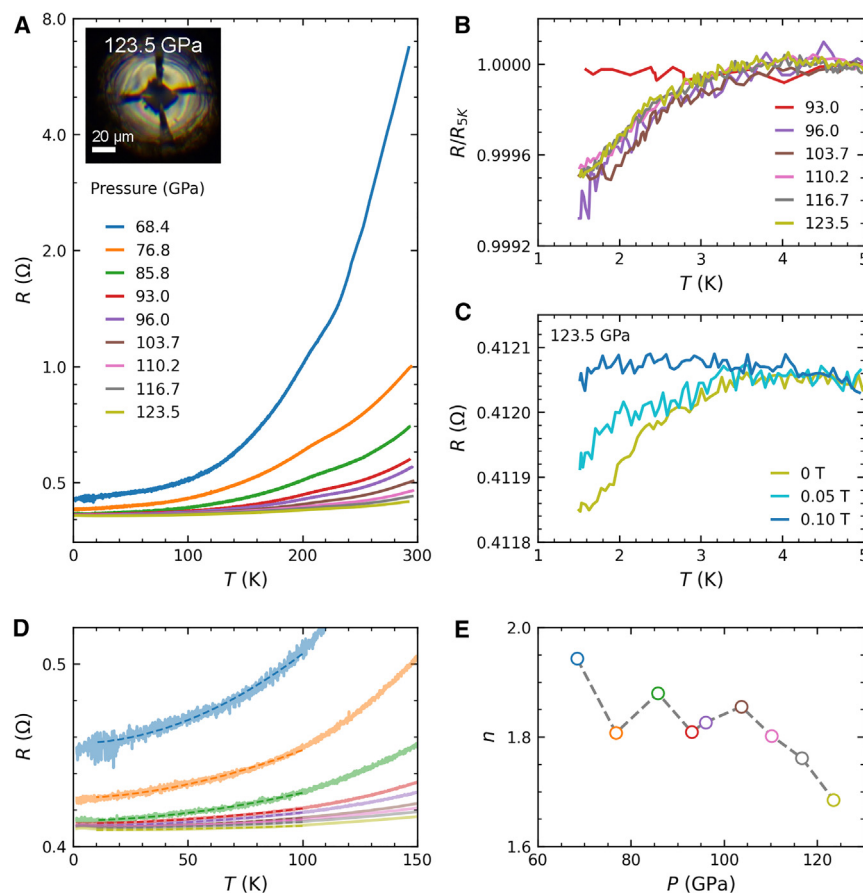 A
8.0
4.0
2.0
1.0
0.5
R (Ω)
123.5 GPa
20 μm
Pressure (GPa)
68.4
76.8
85.8
93.0
96.0
103.7
110.2
116.7
123.5
0
100
200
300
T (K)
B
1.0000
0.9996
0.9992
R/R5K
93.0
96.0
103.7
110.2
116.7
123.5
1
2
3
4
5
T (K)
C
123.5 GPa
0.41121
0.41120
0.41119
0.41118
R (Ω)
0 T
0.05 T
0.10 T
1
2
3
4
5
T (K)
D
0.5
0.4
R (Ω)
0
50
100
150
T (K)
E
2.0
1.8
1.6
n
60
80
100
120
P (GPa)